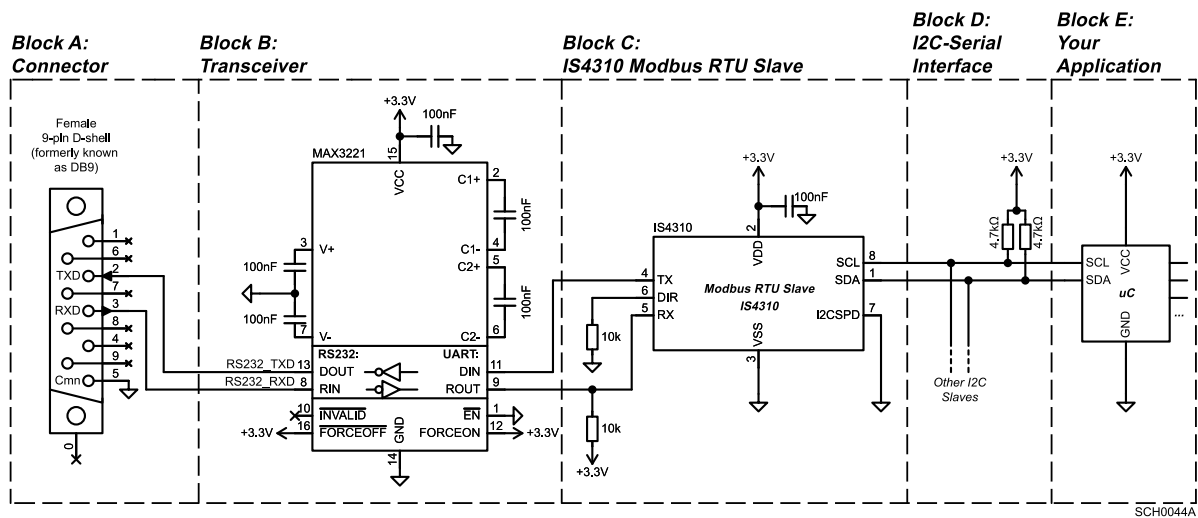 Block A:
Connector
Block B:
Transceiver
Block C:
IS4310 Modbus RTU Slave
Block D:
I2C-Serial
Interface
Block E:
Your
Application
Female
9-pin D-shell
(formerly known
as DB9)
1
6
TXD 2
7
RXD 3
8
4
9
Cmn 5
0
+3.3V
100nF
MAX3221
15
VCC
C1+ 2
100nF
C1- 4
C2+ 5
100nF
C2- 6
3 V+
100nF
100nF
7 V-
RS232: UART:
RS232_TXD 13 DOUT DIN 11
RS232_RXD 8 RIN ROUT 9
10 INVALID EN 1
+3.3V 16 FORCEOFF GND FORCEON 12 +3.3V
14
10k
+3.3V
+3.3V
100nF
IS4310
2
VDD
4 TX
6 DIR
5 RX
10k
Modbus RTU Slave
IS4310
SCL 8
SDA 1
I2CSPD 7
VSS
3
+3.3V
4.7kΩ
4.7kΩ
Other I2C
Slaves
+3.3V
SCL
SDA
VCC
uC
GND
...
SCH0044A